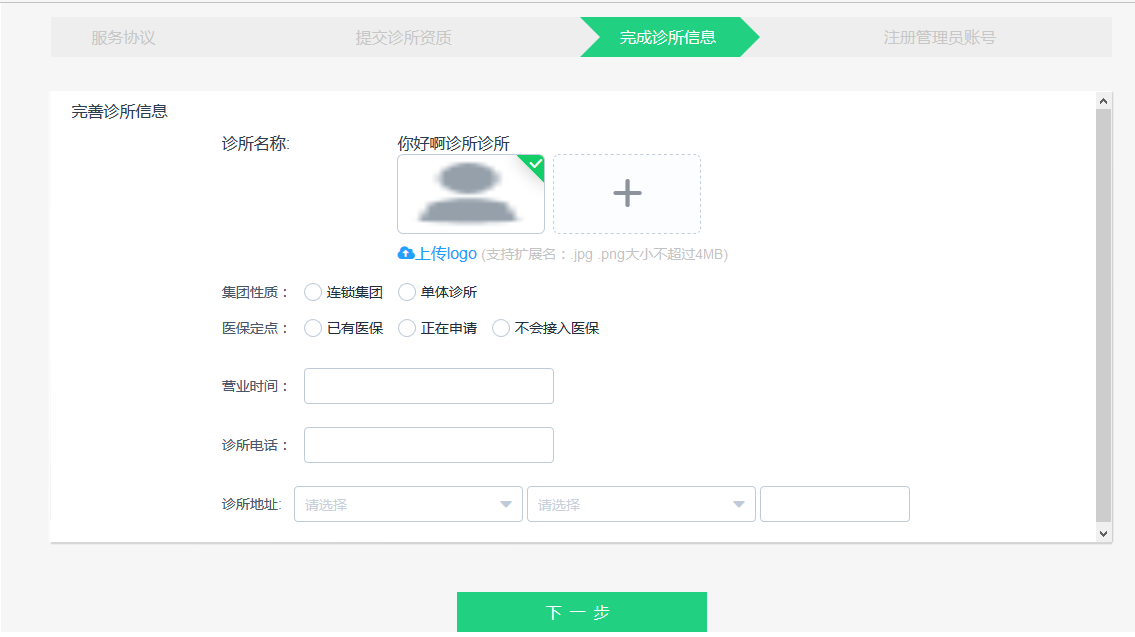 服务协议 提交诊所资质 完成诊所信息 注册管理员账号
完善诊所信息
诊所名称: 你好啊诊所诊所
上传logo (支持扩展名：.jpg .png大小不超过4MB)
集团性质： 连锁集团 单体诊所
医保定点： 已有医保 正在申请 不会接入医保
营业时间：
诊所电话：
诊所地址: 请选择 请选择
下 一 步